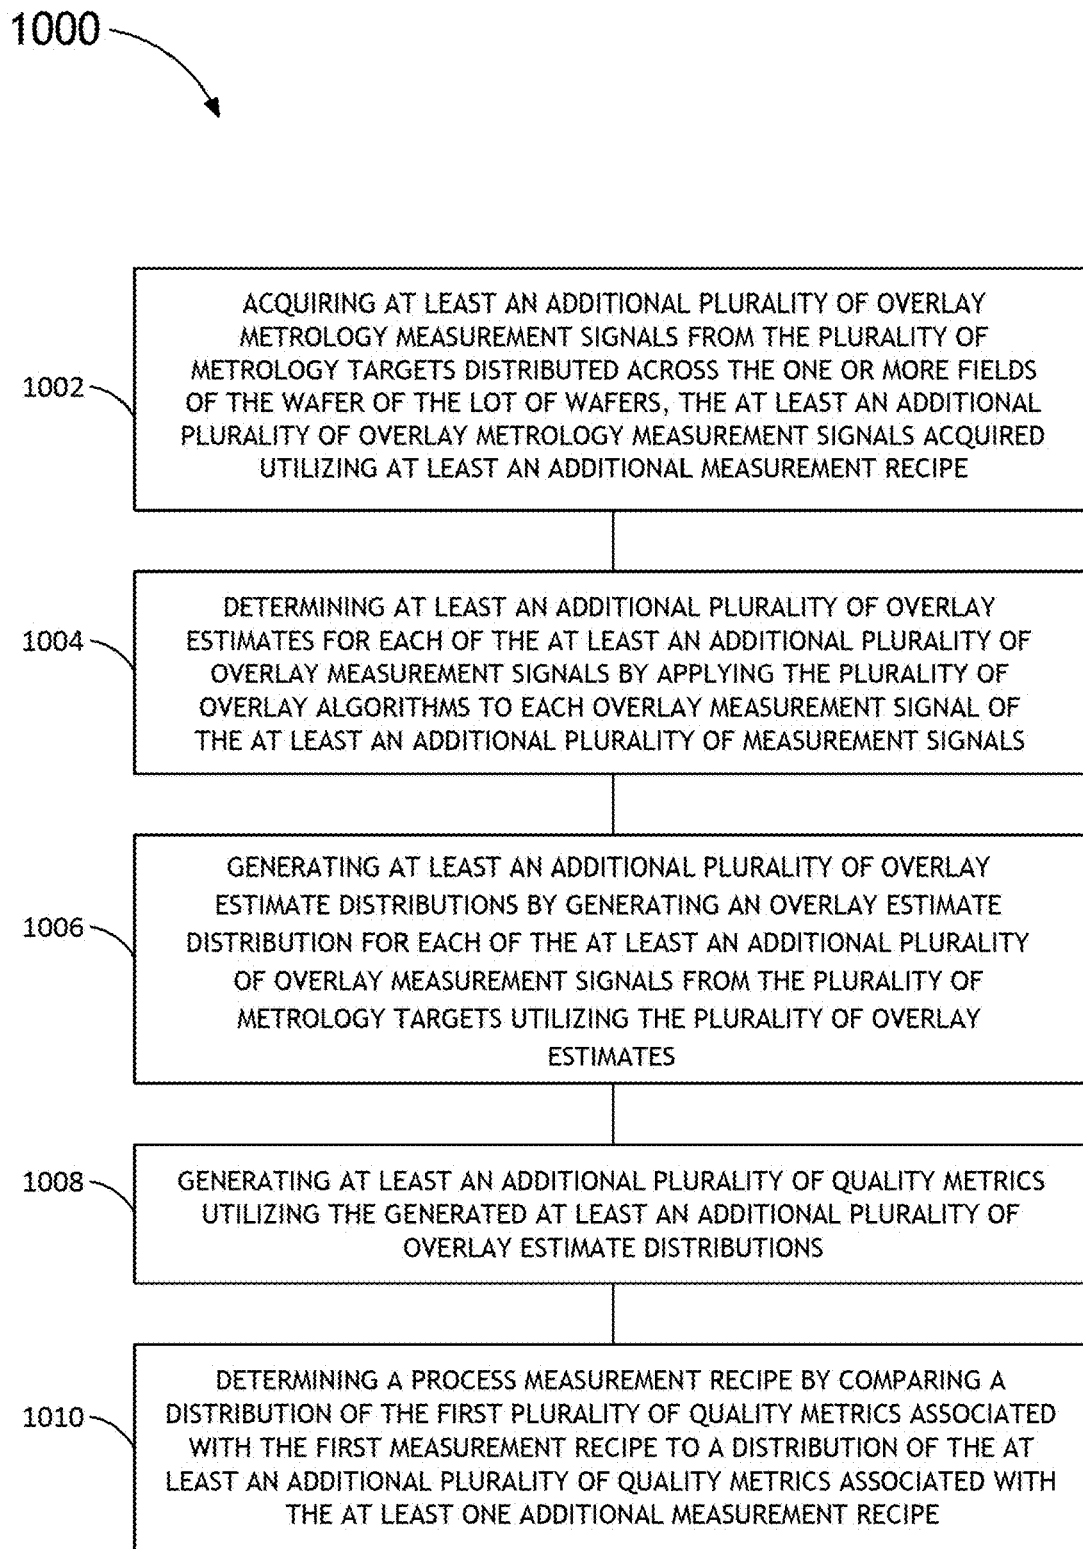 1000
1002
ACQUIRING AT LEAST AN ADDITIONAL PLURALITY OF OVERLAY
METROLOGY MEASUREMENT SIGNALS FROM THE PLURALITY OF
METROLOGY TARGETS DISTRIBUTED ACROSS THE ONE OR MORE FIELDS
OF THE WAFER OF THE LOT OF WAFERS, THE AT LEAST AN ADDITIONAL
PLURALITY OF OVERLAY METROLOGY MEASUREMENT SIGNALS ACQUIRED
UTILIZING AT LEAST AN ADDITIONAL MEASUREMENT RECIPE
1004
DETERMINING AT LEAST AN ADDITIONAL PLURALITY OF OVERLAY
ESTIMATES FOR EACH OF THE AT LEAST AN ADDITIONAL PLURALITY OF
OVERLAY MEASUREMENT SIGNALS BY APPLYING THE PLURALITY OF
OVERLAY ALGORITHMS TO EACH OVERLAY MEASUREMENT SIGNAL OF
THE AT LEAST AN ADDITIONAL PLURALITY OF MEASUREMENT SIGNALS
1006
GENERATING AT LEAST AN ADDITIONAL PLURALITY OF OVERLAY
ESTIMATE DISTRIBUTIONS BY GENERATING AN OVERLAY ESTIMATE
DISTRIBUTION FOR EACH OF THE AT LEAST AN ADDITIONAL PLURALITY
OF OVERLAY MEASUREMENT SIGNALS FROM THE PLURALITY OF
METROLOGY TARGETS UTILIZING THE PLURALITY OF OVERLAY
ESTIMATES
1008
GENERATING AT LEAST AN ADDITIONAL PLURALITY OF QUALITY METRICS
UTILIZING THE GENERATED AT LEAST AN ADDITIONAL PLURALITY OF
OVERLAY ESTIMATE DISTRIBUTIONS
1010
DETERMINING A PROCESS MEASUREMENT RECIPE BY COMPARING A
DISTRIBUTION OF THE FIRST PLURALITY OF QUALITY METRICS ASSOCIATED
WITH THE FIRST MEASUREMENT RECIPE TO A DISTRIBUTION OF THE AT
LEAST AN ADDITIONAL PLURALITY OF QUALITY METRICS ASSOCIATED WITH
THE AT LEAST ONE ADDITIONAL MEASUREMENT RECIPE